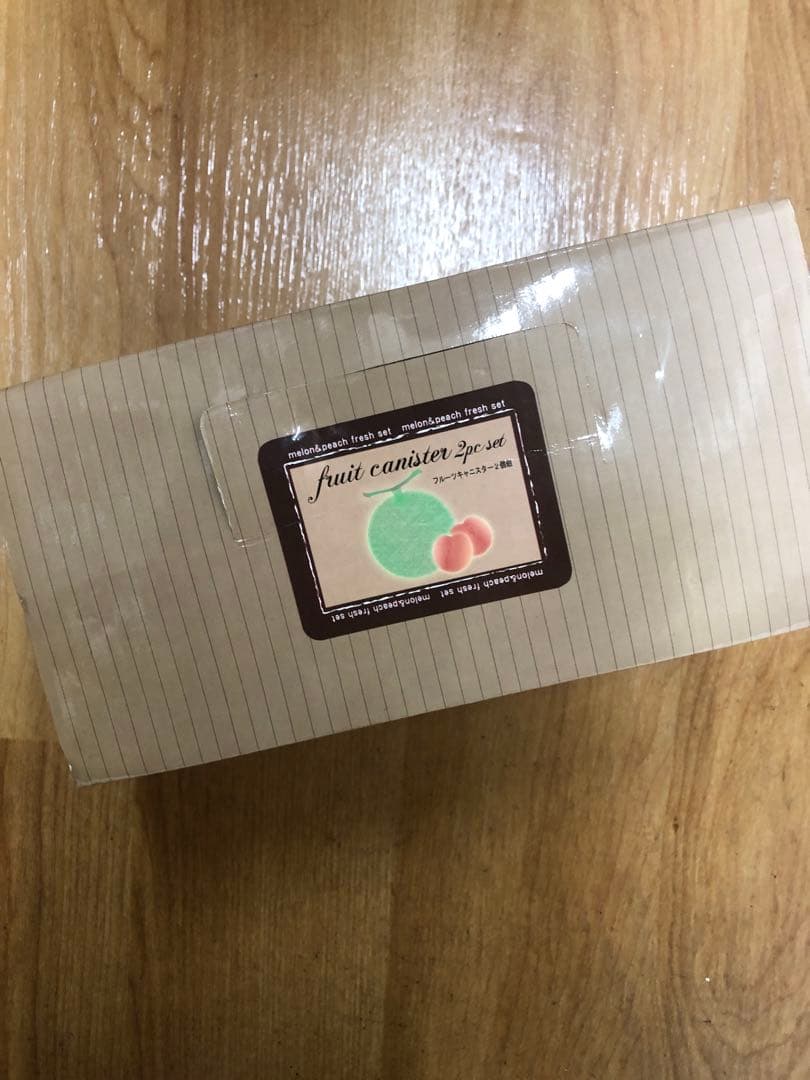 melon&peach fresh set melon&peach fresh set
fruit canister 2pc set
フルーツキャニスター2個組
melon&peach fresh set melon&peach fresh set